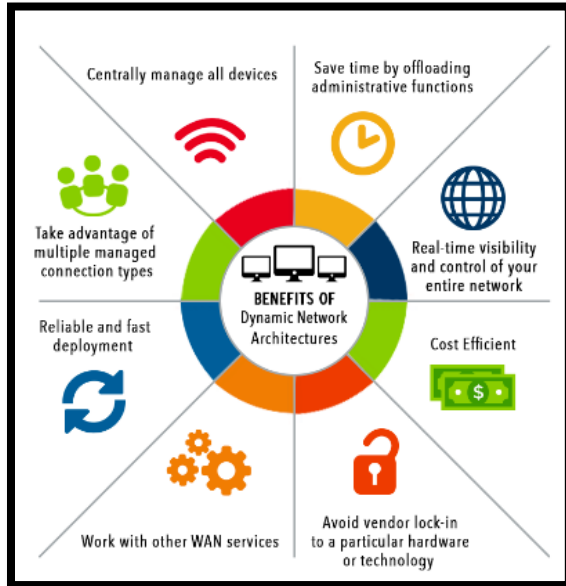 Centrally manage all devices
Save time by offloading
administrative functions
Take advantage of
multiple managed
connection types
Real-time visibility
and control of your
entire network
BENEFITS OF
Dynamic Network
Architectures
Reliable and fast
deployment
Cost Efficient
$
Work with other WAN services
Avoid vendor lock-in
to a particular hardware
or technology